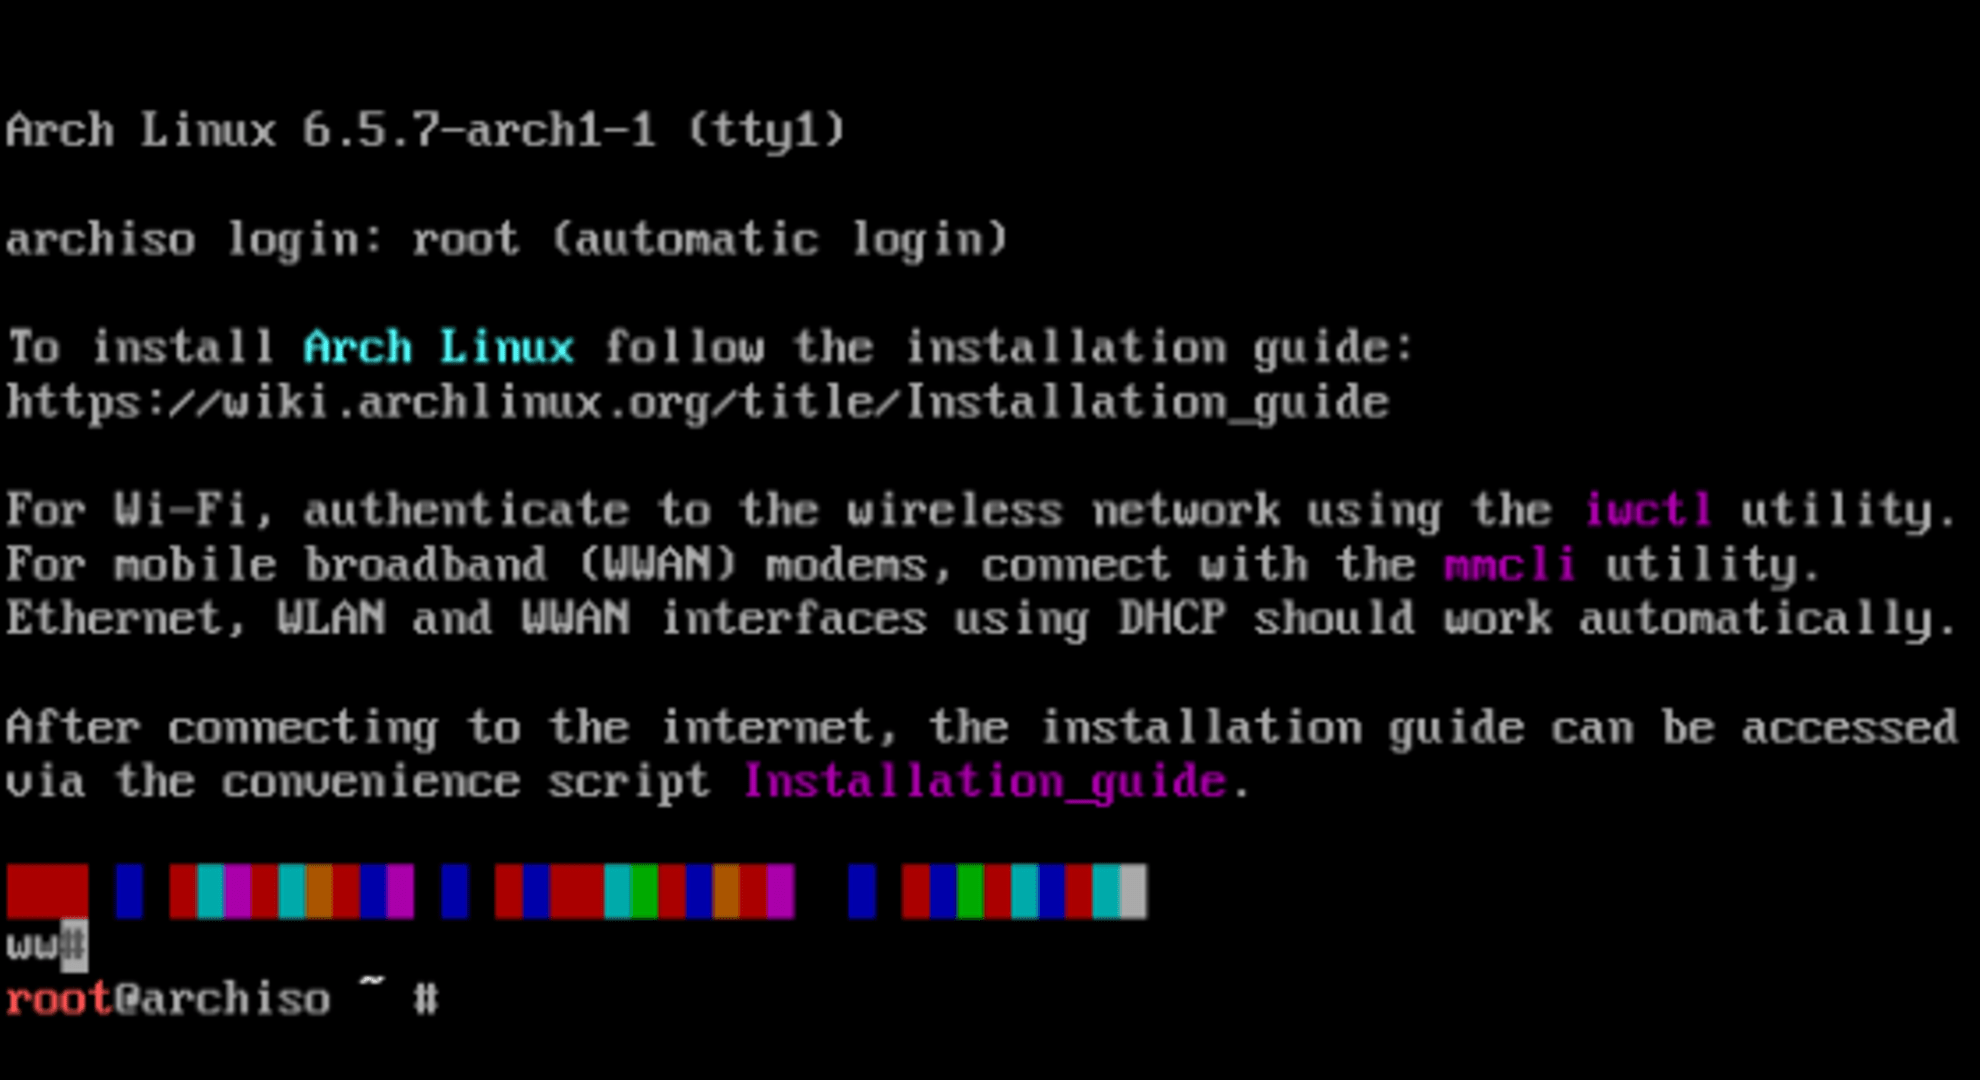 Arch Linux 6.5.7-arch1-1 (tty1)
archiso login: root (automatic login)
To install Arch Linux follow the installation guide:
https://wiki.archlinux.org/title/Installation_guide
For Wi-Fi, authenticate to the wireless network using the iwctl utility.
For mobile broadband (WWAN) modems, connect with the mmcli utility.
Ethernet, WLAN and WWAN interfaces using DHCP should work automatically.
After connecting to the internet, the installation guide can be accessed
via the convenience script Installation_guide.
ww#
root@archiso ~ #